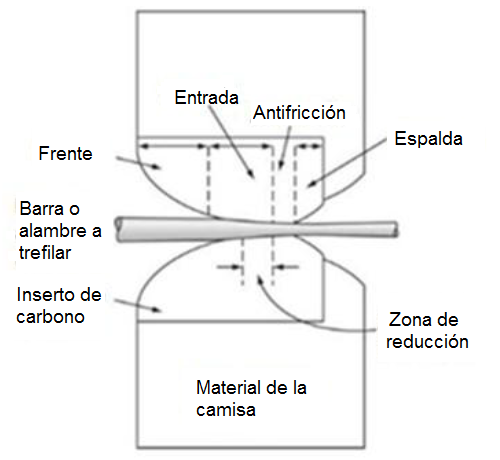 Entrada
Antifricción
Espalda
Frente
Barra o
alambre a
trefilar
Inserto de
carbono
Zona de
reducción
Material de la
camisa